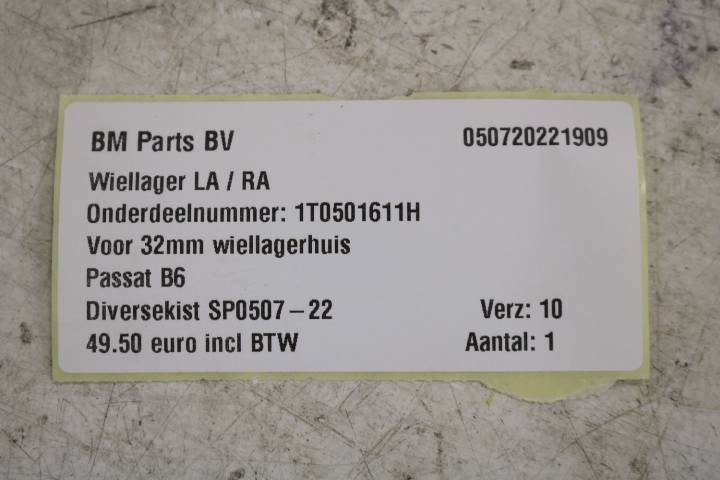 BM Parts BV 050720221909
Wiellager LA / RA
Onderdeelnummer: 1T0501611H
Voor 32mm wiellagerhuis
Passat B6
Diversekist SP0507-22 Verz: 10
49.50 euro incl BTW Aantal: 1